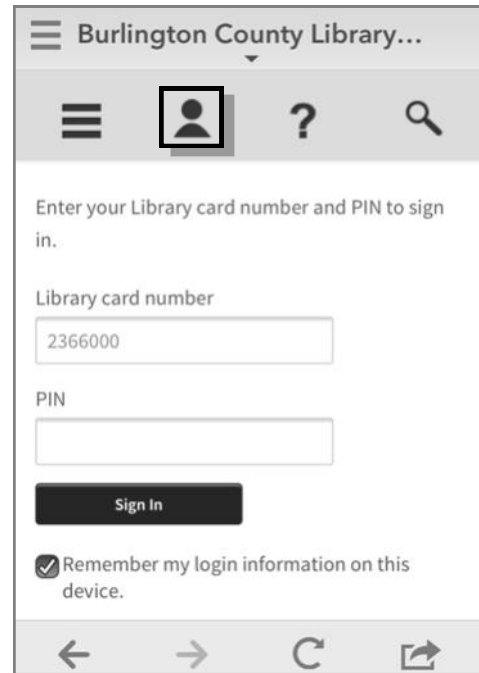 Burlington County Library...
?
Enter your Library card number and PIN to sign
in.
Library card number
2366000
PIN
Sign In
Remember my login information on this
device.